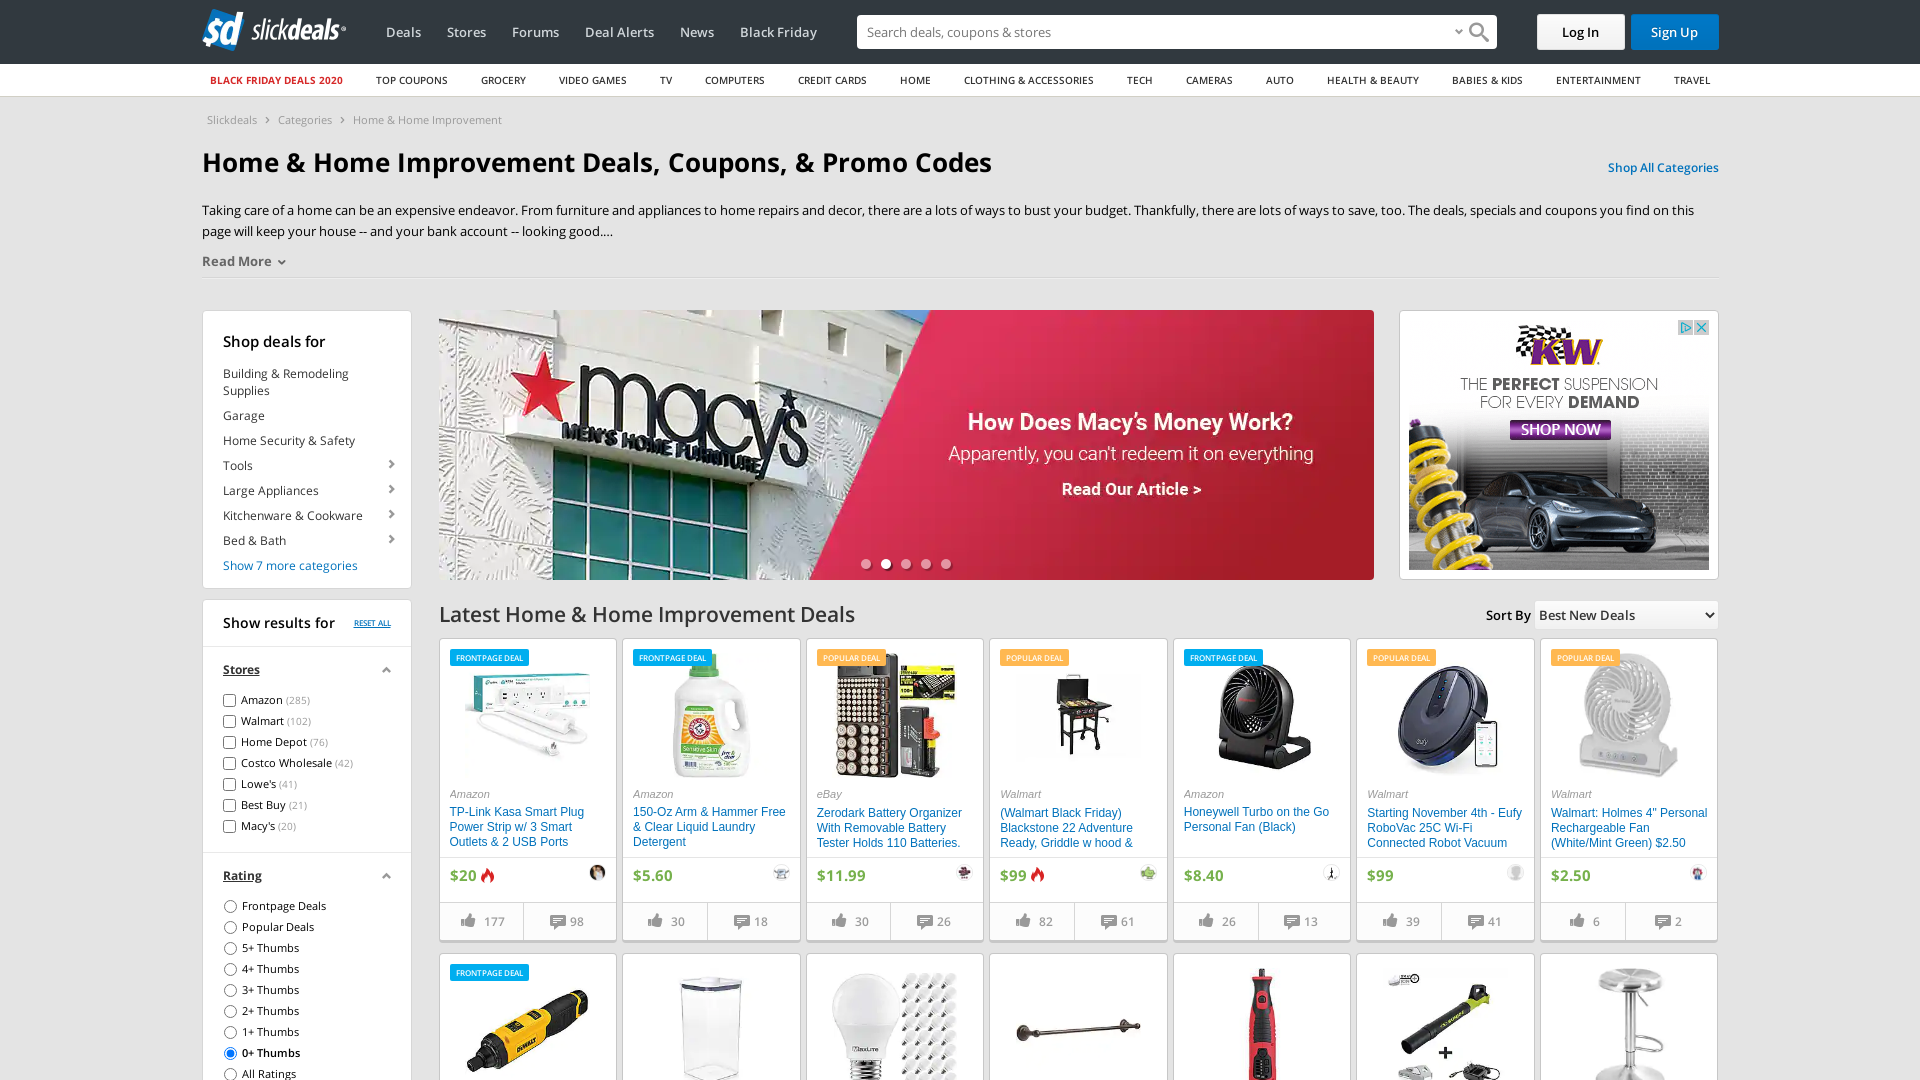 sd slickdeals
Deals
Stores
Forums
Deal Alerts
News
Black Friday
Search deals, coupons & stores
Log In
Sign Up
BLACK FRIDAY DEALS 2020
TOP COUPONS
GROCERY
VIDEO GAMES
TV
COMPUTERS
CREDIT CARDS
HOME
CLOTHING & ACCESSORIES
TECH
CAMERAS
AUTO
HEALTH & BEAUTY
BABIES & KIDS
ENTERTAINMENT
TRAVEL
Slickdeals > Categories > Home & Home Improvement
Home & Home Improvement Deals, Coupons, & Promo Codes
Shop All Categories
Taking care of a home can be an expensive endeavor. From furniture and appliances to home repairs and decor, there are a lots of ways to bust your budget. Thankfully, there are lots of ways to save, too. The deals, specials and coupons you find on this
page will keep your house -- and your bank account -- looking good....
Read More
Shop deals for
Building & Remodeling
Supplies
Garage
Home Security & Safety
Tools
Large Appliances
Kitchenware & Cookware
Bed & Bath
Show 7 more categories
macy's
MEN'S HOME FURNITURE
How Does Macy's Money Work?
Apparently, you can't redeem it on everything
Read Our Article >
KW
THE PERFECT SUSPENSION
FOR EVERY DEMAND
SHOP NOW
Show results for
RESET ALL
Stores
Amazon (285)
Walmart (102)
Home Depot (76)
Costco Wholesale (42)
Lowe's (41)
Best Buy (21)
Macy's (20)
Rating
Frontpage Deals
Popular Deals
5+ Thumbs
4+ Thumbs
3+ Thumbs
2+ Thumbs
1+ Thumbs
0+ Thumbs
All Ratings
Latest Home & Home Improvement Deals
Sort By
Best New Deals
FRONTPAGE DEAL
Amazon
TP-Link Kasa Smart Plug
Power Strip w/ 3 Smart
Outlets & 2 USB Ports
$20
177
98
FRONTPAGE DEAL
ARM & HAMMER
Sensitive Skin
Amazon
150-Oz Arm & Hammer Free
& Clear Liquid Laundry
Detergent
$5.60
30
18
POPULAR DEAL
eBay
Zerodark Battery Organizer
With Removable Battery
Tester Holds 110 Batteries.
$11.99
30
26
POPULAR DEAL
Walmart
(Walmart Black Friday)
Blackstone 22 Adventure
Ready, Griddle w hood &
$99
82
61
FRONTPAGE DEAL
Amazon
Honeywell Turbo on the Go
Personal Fan (Black)
$8.40
26
13
POPULAR DEAL
eufy
Walmart
Starting November 4th - Eufy
RoboVac 25C Wi-Fi
Connected Robot Vacuum
$99
39
41
POPULAR DEAL
Walmart
Walmart: Holmes 4" Personal
Rechargeable Fan
(White/Mint Green) $2.50
$2.50
6
2
FRONTPAGE DEAL
DEWALT
MAXLITE
SUNJOE